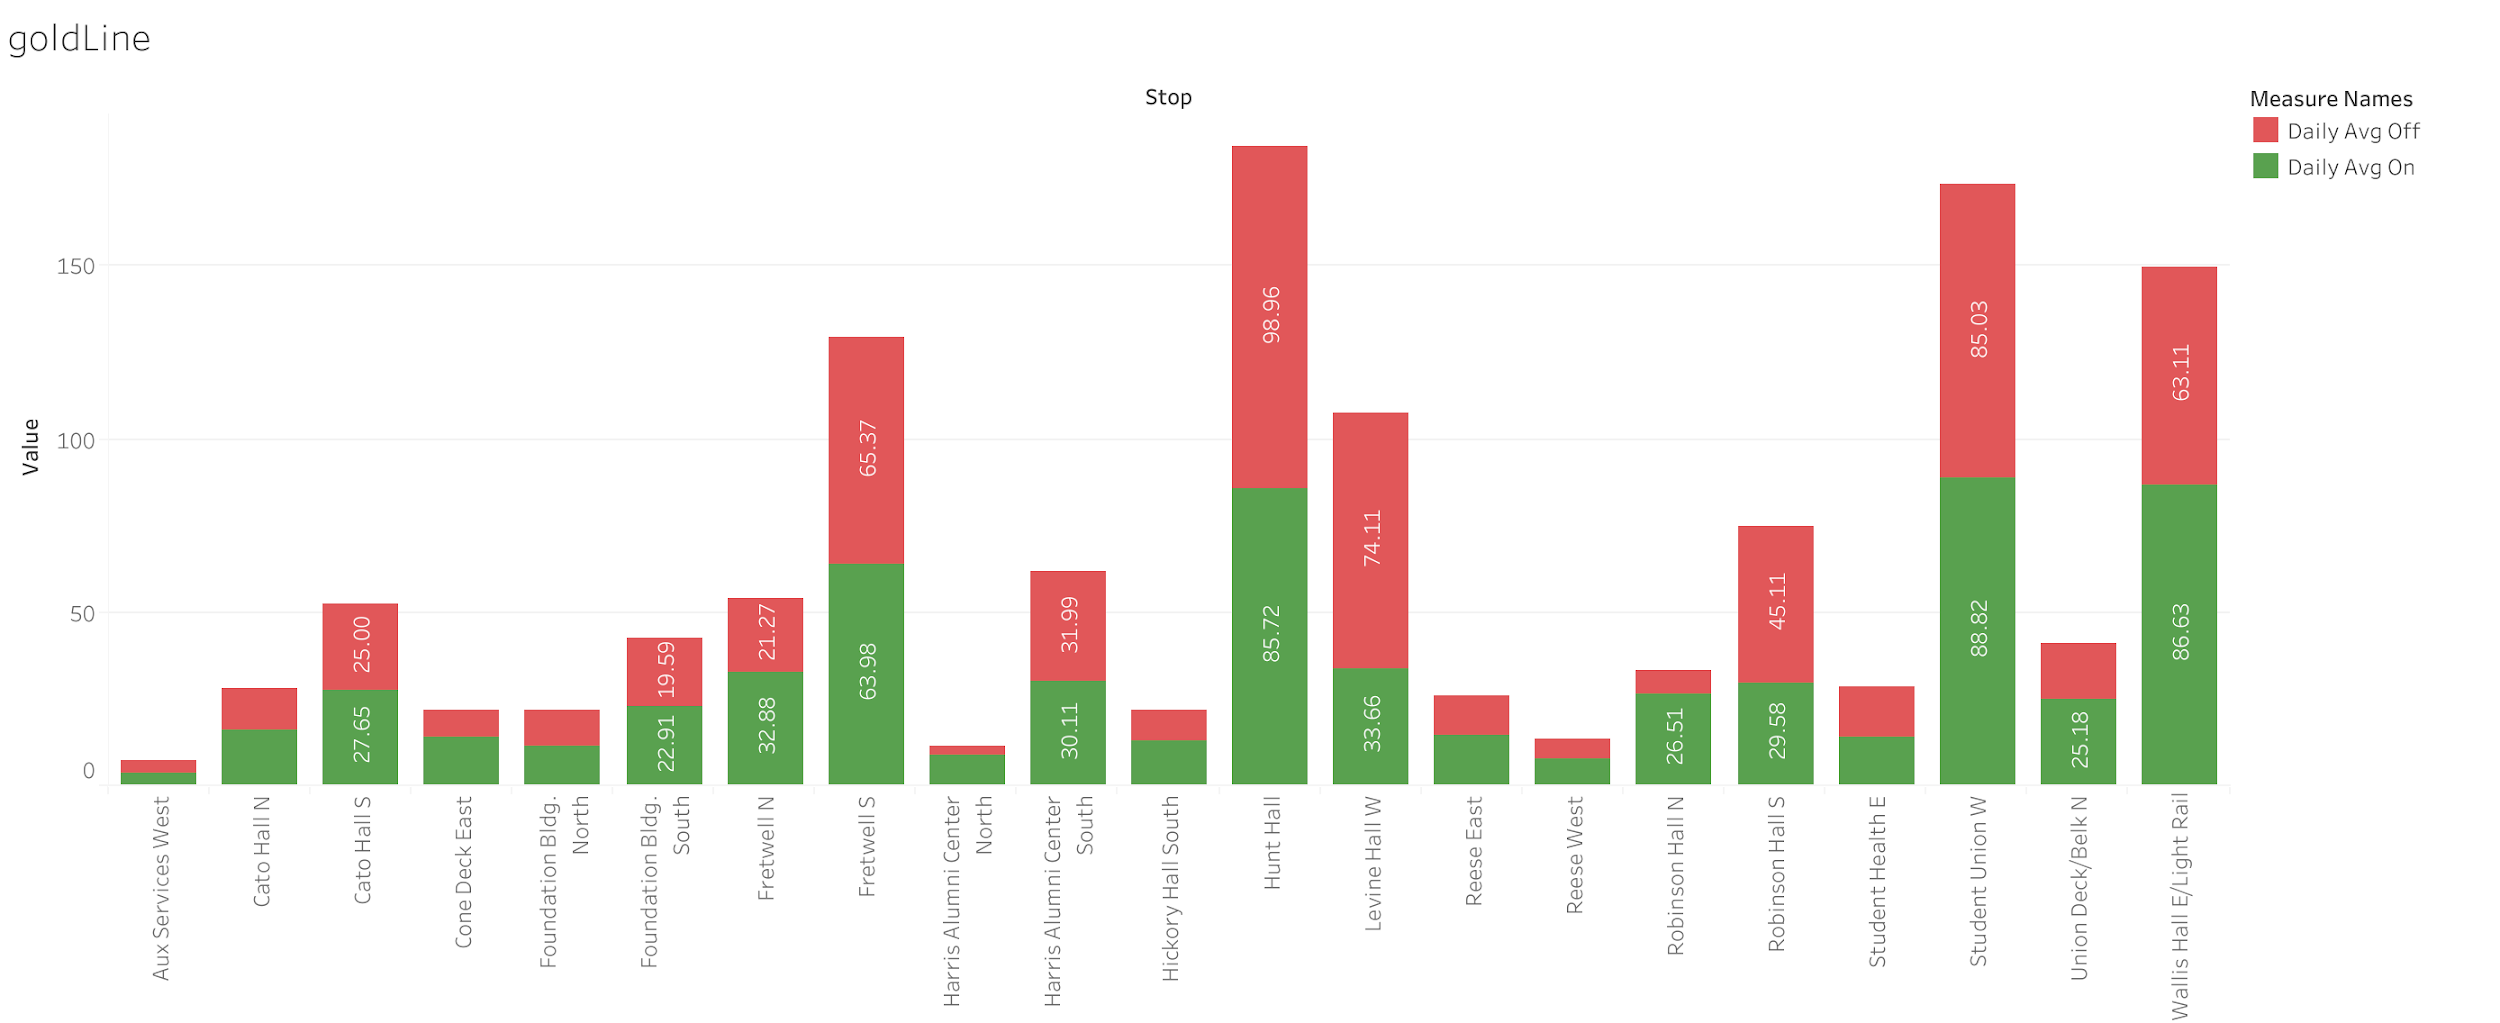 goldLine
Stop
Measure Names
Daily Avg Off
Daily Avg On
Value
150
100
50
0
25.00
27.65
19.59
22.91
21.27
32.88
65.37
63.98
31.99
30.11
98.96
85.72
74.11
33.66
26.51
45.11
29.58
85.03
88.82
25.18
63.11
86.63
Aux Services West
Cato Hall N
Cato Hall S
Cone Deck East
Foundation Bldg.
North
Foundation Bldg.
South
Fretwell N
Fretwell S
Harris Alumni Center
North
Harris Alumni Center
South
Hickory Hall South
Hunt Hall
Levine Hall W
Reese East
Reese West
Robinson Hall N
Robinson Hall S
Student Health E
Student Union W
Union Deck/Belk N
Wallis Hall E/Light Rail